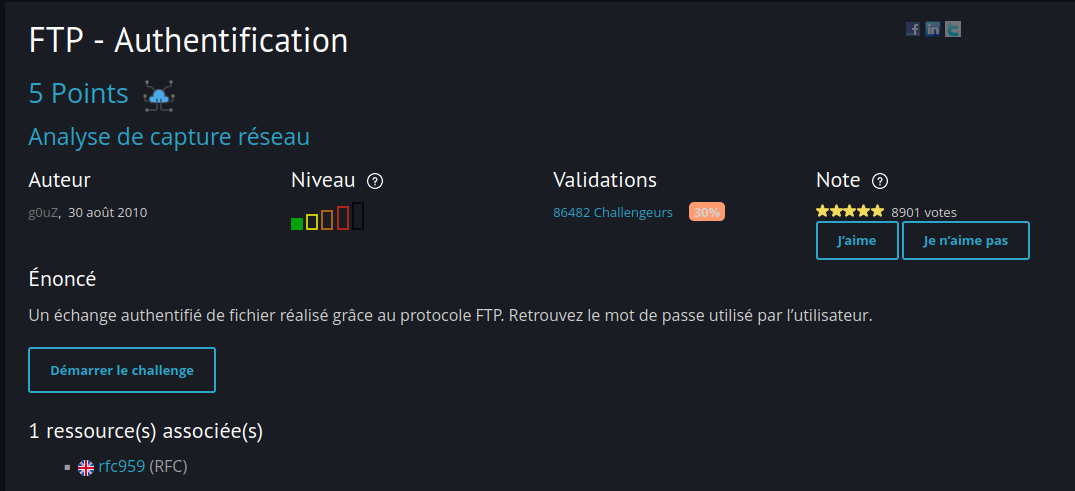 FTP - Authentification
5 Points
Analyse de capture réseau
Auteur
g0uZ, 30 août 2010
Niveau ?
Validations
86482 Challengeurs 30%
Note ?
8901 votes
J'aime Je n'aime pas
Énoncé
Un échange authentifié de fichier réalisé grâce au protocole FTP. Retrouvez le mot de passe utilisé par l'utilisateur.
Démarrer le challenge
1 ressource(s) associée(s)
rfc959 (RFC)